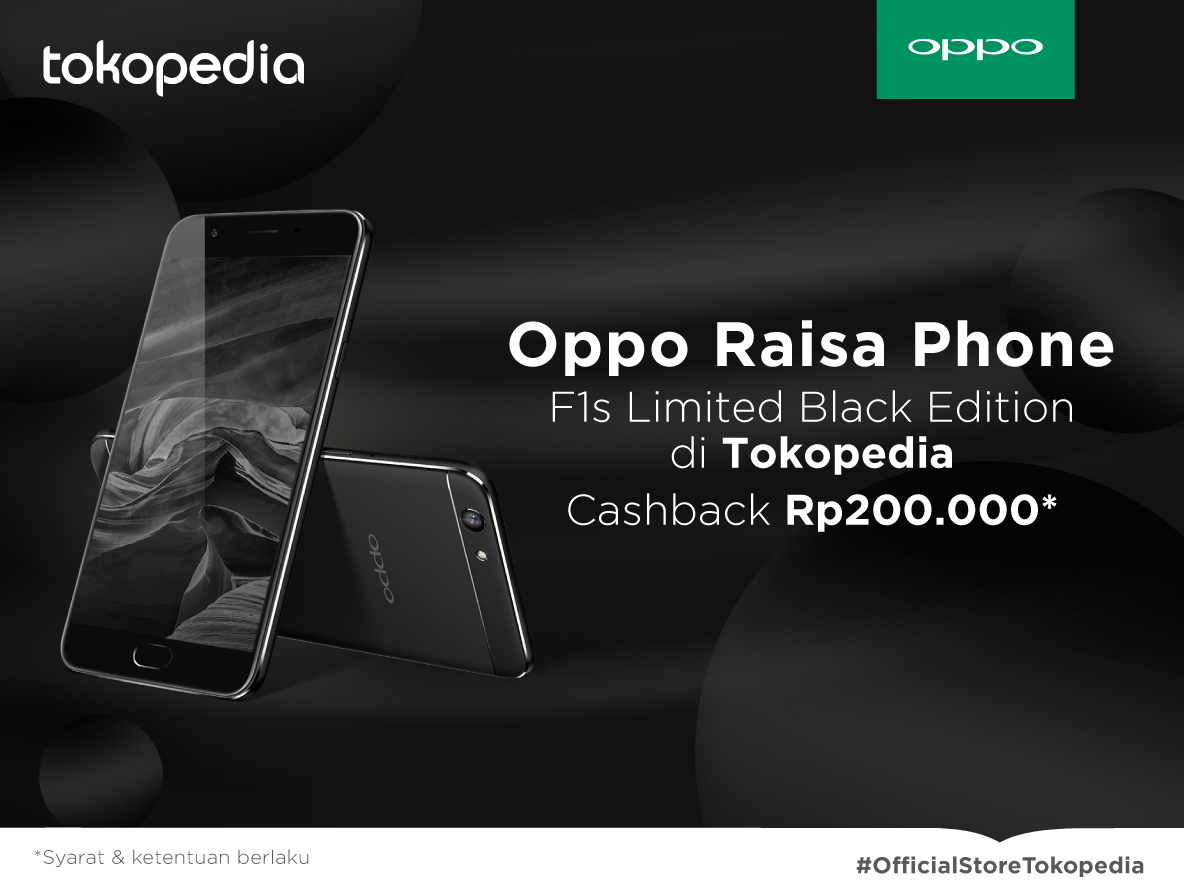 tokopedia
oppo
Oppo Raisa Phone
F1s Limited Black Edition
di Tokopedia
Cashback Rp200.000*
oppo
*Syarat & ketentuan berlaku
#OfficialStoreTokopedia